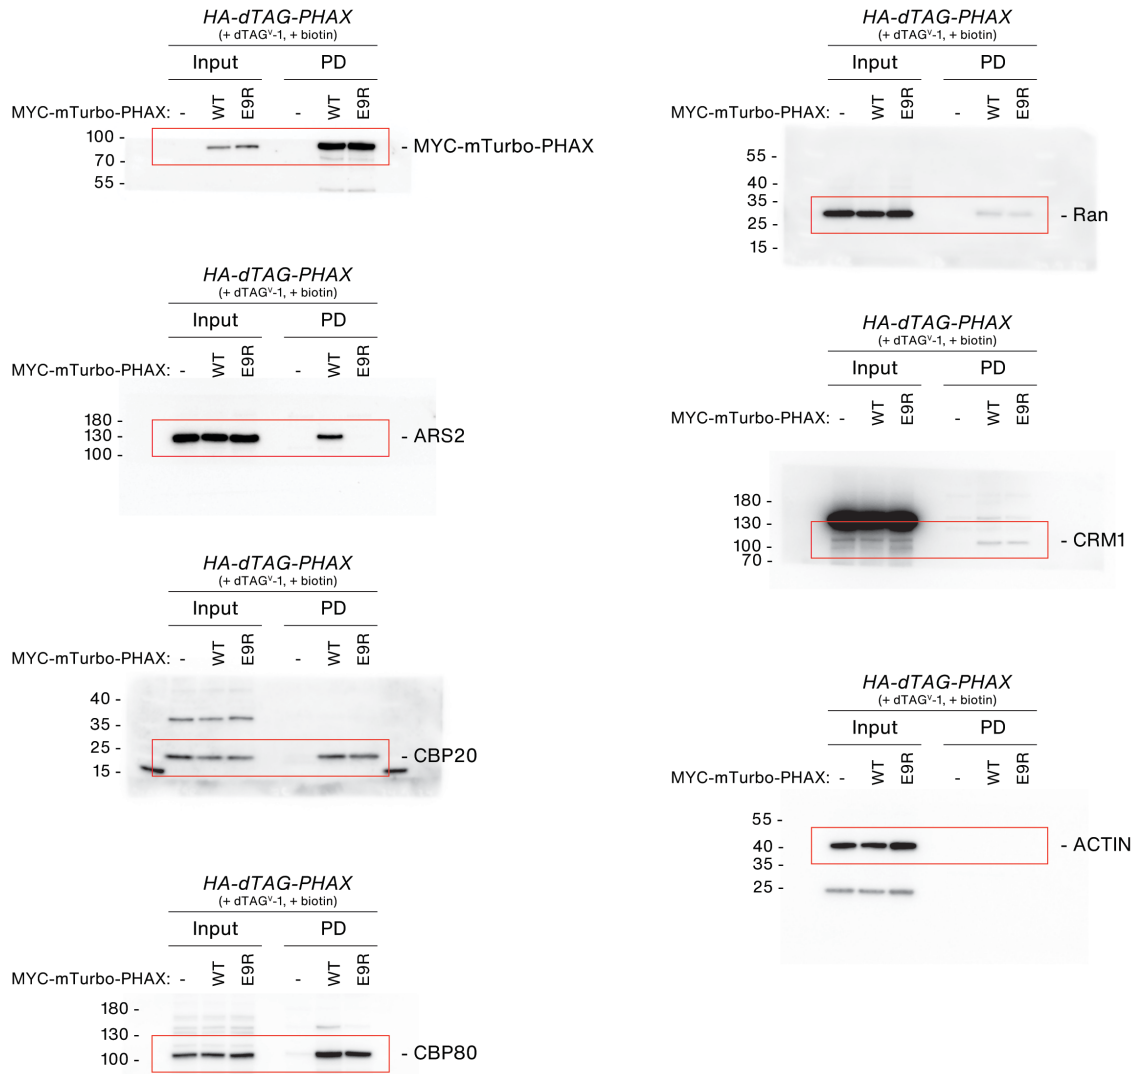 HA-dTAG-PHAX
(+ dTAGⱽ-1, + biotin)
Input PD
MYC-mTurbo-PHAX: - WT E9R - WT E9R
100 -
70 -
55 -
- MYC-mTurbo-PHAX
HA-dTAG-PHAX
(+ dTAGⱽ-1, + biotin)
Input PD
MYC-mTurbo-PHAX: - WT E9R - WT E9R
180 -
130 -
100 -
- ARS2
HA-dTAG-PHAX
(+ dTAGⱽ-1, + biotin)
Input PD
MYC-mTurbo-PHAX: - WT E9R - WT E9R
40 -
35 -
25 -
15 -
- CBP20
HA-dTAG-PHAX
(+ dTAGⱽ-1, + biotin)
Input PD
MYC-mTurbo-PHAX: - WT E9R - WT E9R
180 -
130 -
100 -
- CBP80
HA-dTAG-PHAX
(+ dTAGⱽ-1, + biotin)
Input PD
MYC-mTurbo-PHAX: - WT E9R - WT E9R
55 -
40 -
35 -
25 -
15 -
- Ran
HA-dTAG-PHAX
(+ dTAGⱽ-1, + biotin)
Input PD
MYC-mTurbo-PHAX: - WT E9R - WT E9R
180 -
130 -
100 -
70 -
- CRM1
HA-dTAG-PHAX
(+ dTAGⱽ-1, + biotin)
Input PD
MYC-mTurbo-PHAX: - WT E9R - WT E9R
55 -
40 -
35 -
25 -
- ACTIN